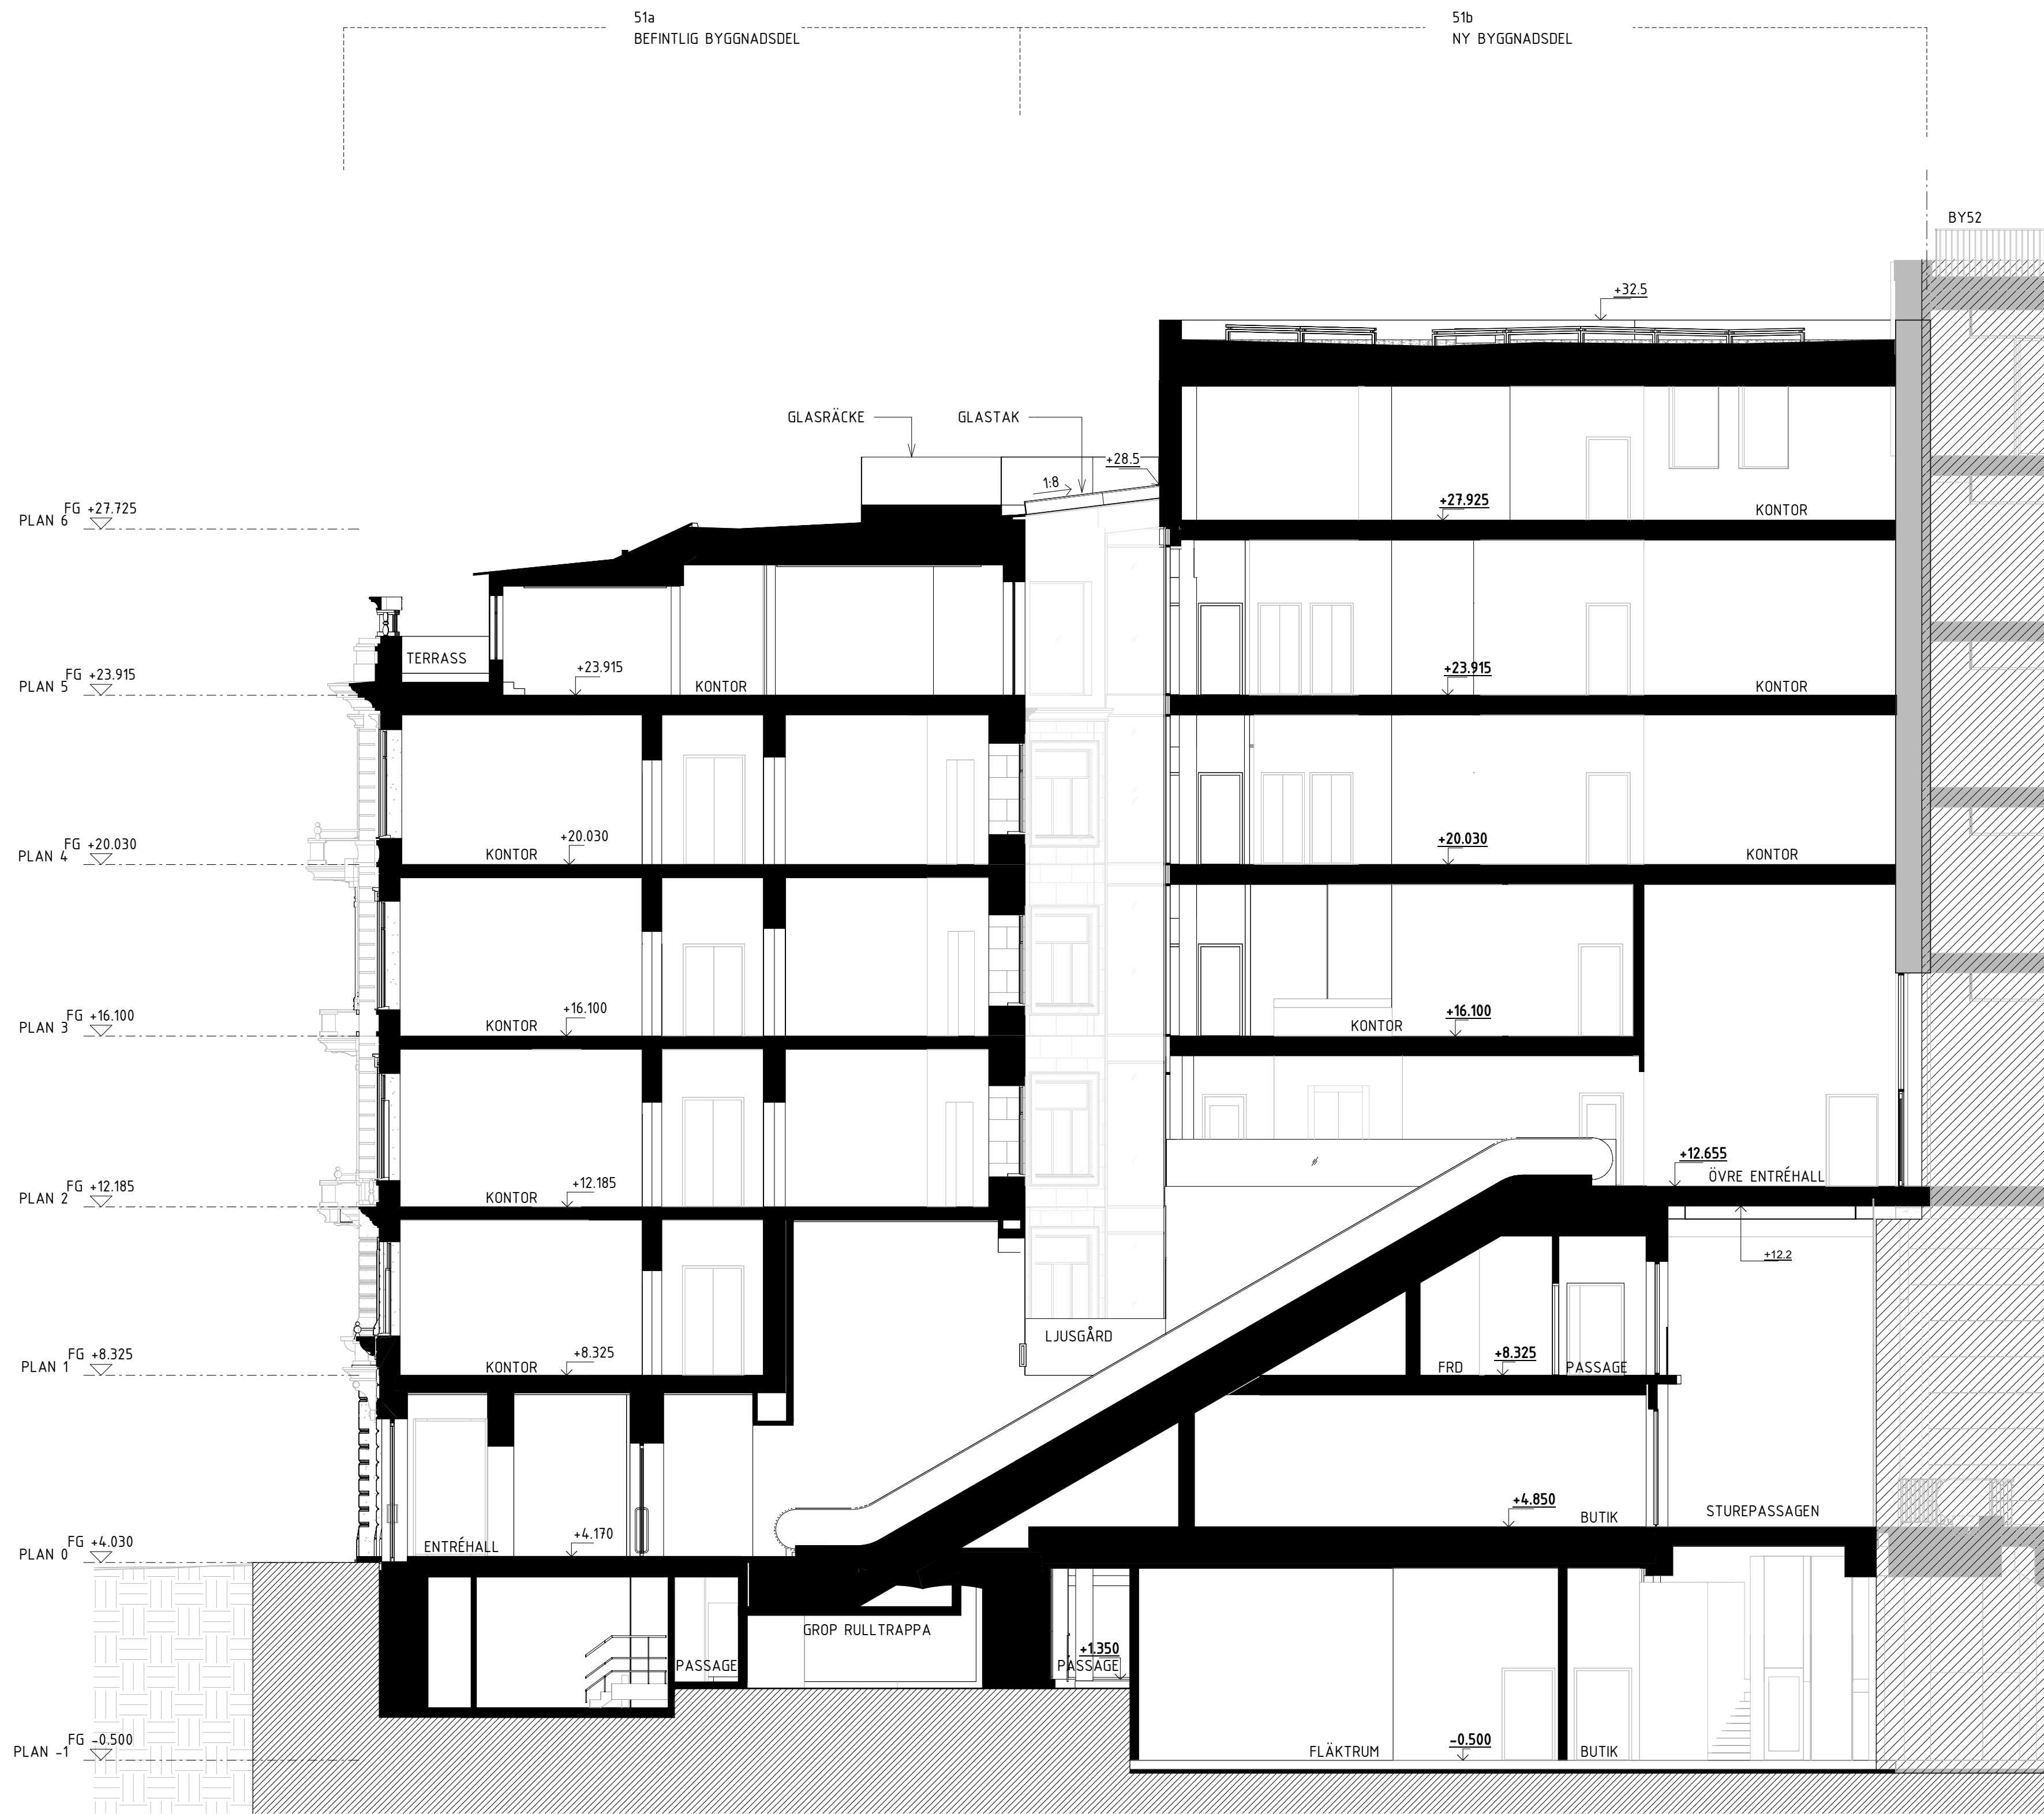 51a
BEFINTLIG BYGGNADSDEL
51b
NY BYGGNADSDEL
BY52
+32.5
GLASRÄCKE
GLASTAK
+28.5
1:8
FG +27.725
PLAN 6
+27.925
KONTOR
TERRASS
FG +23.915
PLAN 5
+23.915
KONTOR
+23.915
KONTOR
FG +20.030
PLAN 4
+20.030
KONTOR
+20.030
KONTOR
FG +16.100
PLAN 3
+16.100
KONTOR
+16.100
KONTOR
FG +12.185
PLAN 2
+12.185
KONTOR
+12.655
ÖVRE ENTRÉHALL
+12.2
LJUSGÅRD
FG +8.325
PLAN 1
+8.325
KONTOR
FRD
+8.325
PASSAGE
FG +4.030
PLAN 0
ENTRÉHALL
+4.170
+4.850
BUTIK
STUREPASSAGEN
GROP RULLTRAPPA
PASSAGE
+1.350
PASSAGE
FG -0.500
PLAN -1
FLÄKTRUM
-0.500
BUTIK